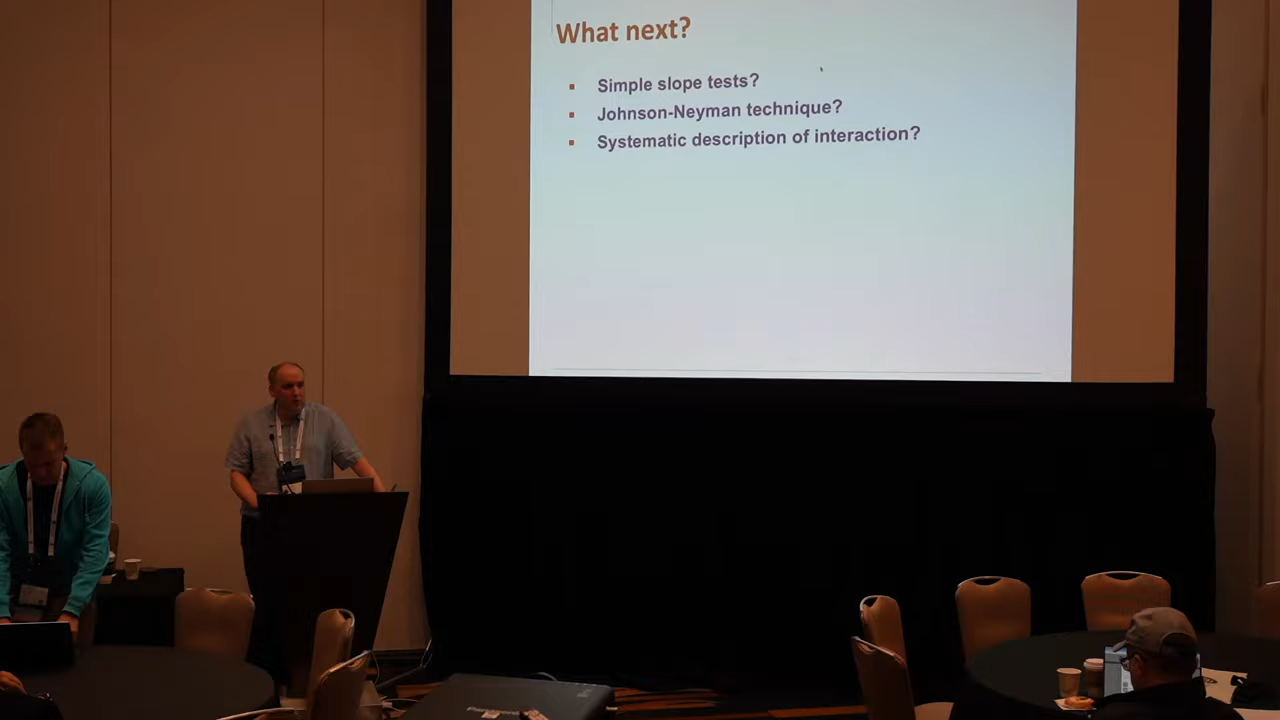 What next?
Simple slope tests?
Johnson-Neyman technique?
Systematic description of interaction?